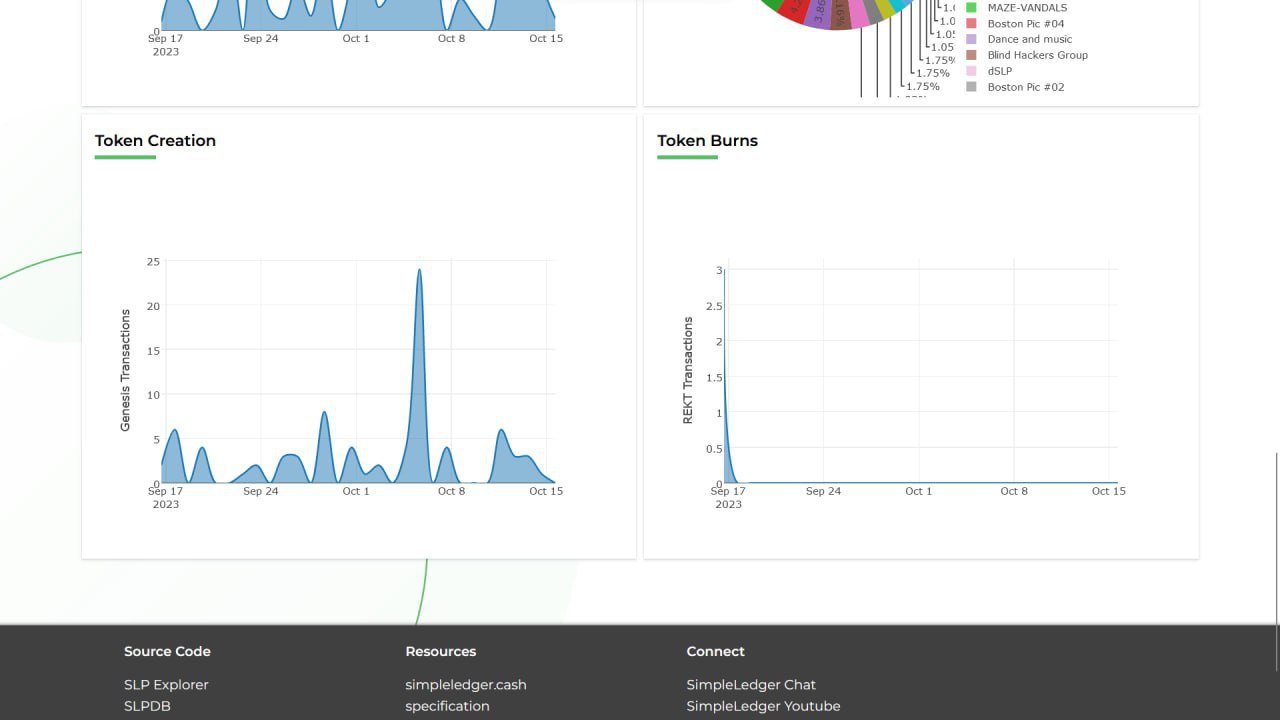 0
Sep 17
2023
Sep 24
Oct 1
Oct 8
Oct 15
3.86
1.05
1.05
1.75%
1.75%
1.75%
MAZE-VANDALS
Boston Pic #04
Dance and music
Blind Hackers Group
dSLP
Boston Pic #02
Token Creation
Genesis Transactions
25
20
15
10
5
0
Sep 17
2023
Sep 24
Oct 1
Oct 8
Oct 15
Token Burns
REKT Transactions
3
2.5
2
1.5
1
0.5
0
Sep 17
2023
Sep 24
Oct 1
Oct 8
Oct 15
Source Code
SLP Explorer
SLPDB
Resources
simpleledger.cash
specification
Connect
SimpleLedger Chat
SimpleLedger Youtube